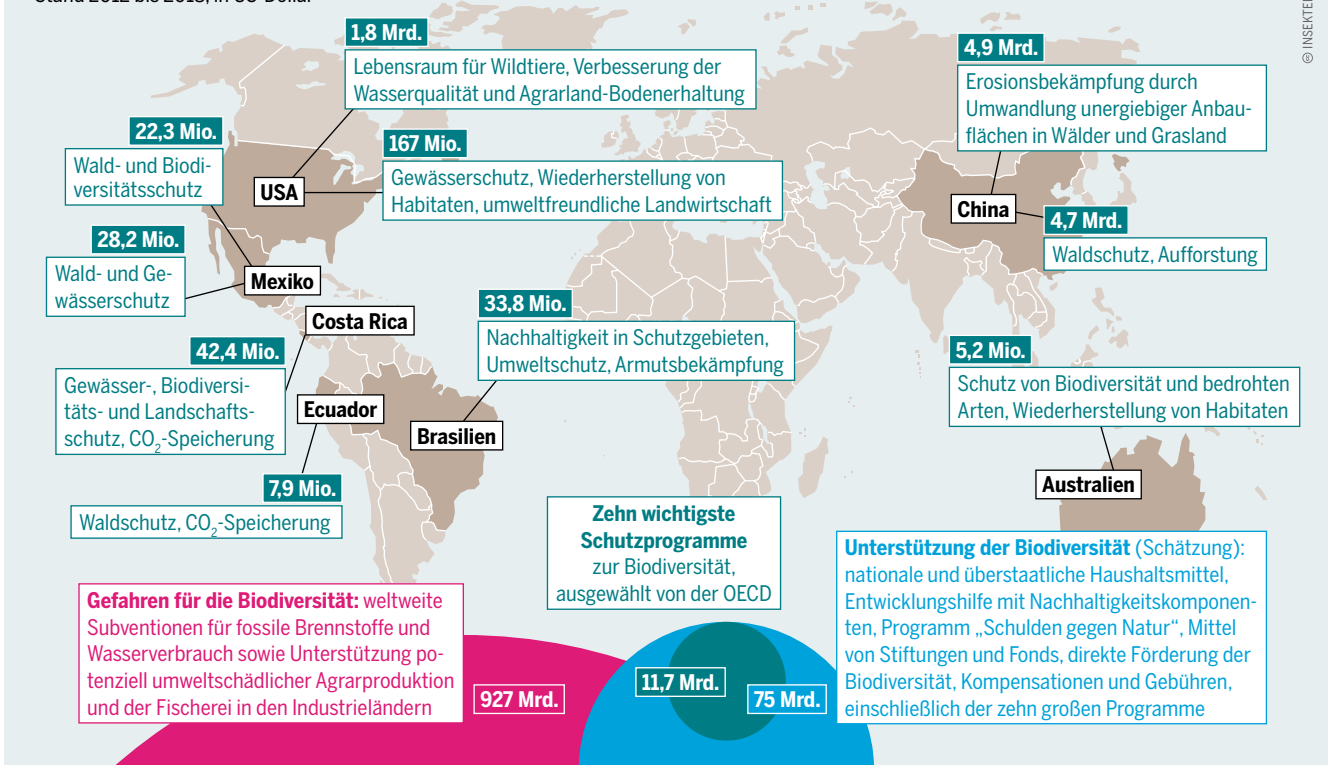 1,8 Mrd.
Lebensraum für Wildtiere, Verbesserung der
Wasserqualität und Agrarland-Bodenerhaltung
4,9 Mrd.
Erosionsbekämpfung durch
Umwandlung unergiebiger Anbau-
flächen in Wälder und Grasland
22,3 Mio.
Wald- und Biodi-
versitätsschutz
167 Mio.
Gewässerschutz, Wiederherstellung von
Habitaten, umweltfreundliche Landwirtschaft
USA
China
4,7 Mrd.
Waldschutz, Aufforstung
28,2 Mio.
Wald- und Ge-
wässerschutz
Mexiko
Costa Rica
33,8 Mio.
Nachhaltigkeit in Schutzgebieten,
Umweltschutz, Armutsbekämpfung
42,4 Mio.
Gewässer-, Biodiversi-
täts- und Landschafts-
schutz, CO₂-Speicherung
5,2 Mio.
Schutz von Biodiversität und bedrohten
Arten, Wiederherstellung von Habitaten
Ecuador
Brasilien
7,9 Mio.
Waldschutz, CO₂-Speicherung
Australien
Zehn wichtigste
Schutzprogramme
zur Biodiversität,
ausgewählt von der OECD
Gefahren für die Biodiversität: weltweite
Subventionen für fossile Brennstoffe und
Wasserverbrauch sowie Unterstützung po-
tenziell umweltschädlicher Agrarproduktion
und der Fischerei in den Industrieländern
927 Mrd.
11,7 Mrd.
75 Mrd.
Unterstützung der Biodiversität (Schätzung):
nationale und überstaatliche Haushaltsmittel,
Entwicklungshilfe mit Nachhaltigkeitskomponen-
ten, Programm „Schulden gegen Natur“, Mittel
von Stiftungen und Fonds, direkte Förderung der
Biodiversität, Kompensationen und Gebühren,
einschließlich der zehn großen Programme